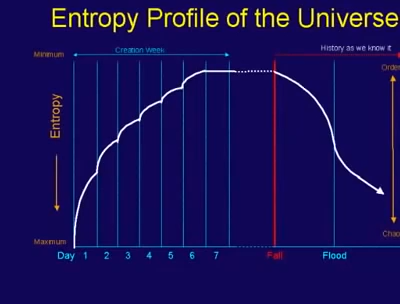 Entropy Profile of the Universe
Minimum
Creation Week
History as we know it
Order
Entropy
Maximum
Chaos
Day 1 2 3 4 5 6 7 Fall Flood